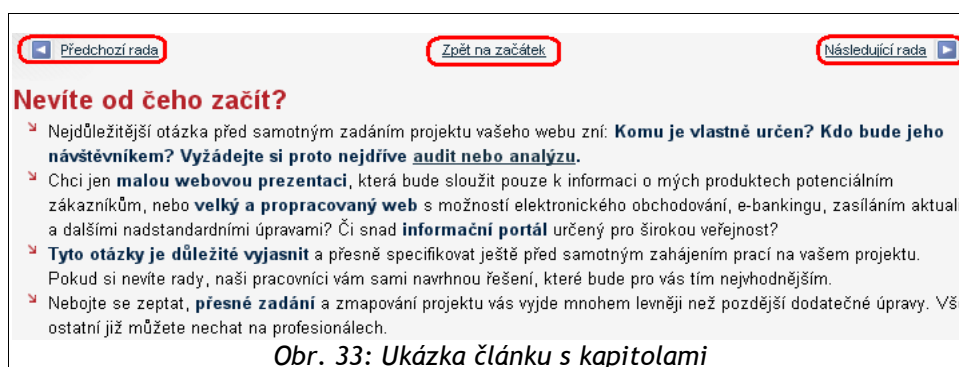 Předchozí rada Zpět na začátek Následující rada
Nevíte od čeho začít?
Nejdůležitější otázka před samotným zadáním projektu vašeho webu zní: Komu je vlastně určen? Kdo bude jeho
návštěvníkem? Vyžádejte si proto nejdříve audit nebo analýzu.
Chci jen malou webovou prezentaci, která bude sloužit pouze k informaci o mých produktech potenciálním
zákazníkům, nebo velký a propracovaný web s možností elektronického obchodování, e-bankingu, zasíláním
a dalšími nadstandardními úpravami? Či snad informační portál určený pro širokou veřejnost?
Tyto otázky je důležité vyjasnit a přesně specifikovat ještě před samotným zahájením prací na vašem projektu.
Pokud si nevíte rady, naši pracovníci vám sami navrhnou řešení, které bude pro vás tím nejvhodnějším.
Nebojte se zeptat, přesné zadání a zmapování projektu vás vyjde mnohem levněji než pozdější dodatečné úpravy.
ostatní již můžete nechat na profesionálech.
Obr. 33: Ukázka článku s kapitolami